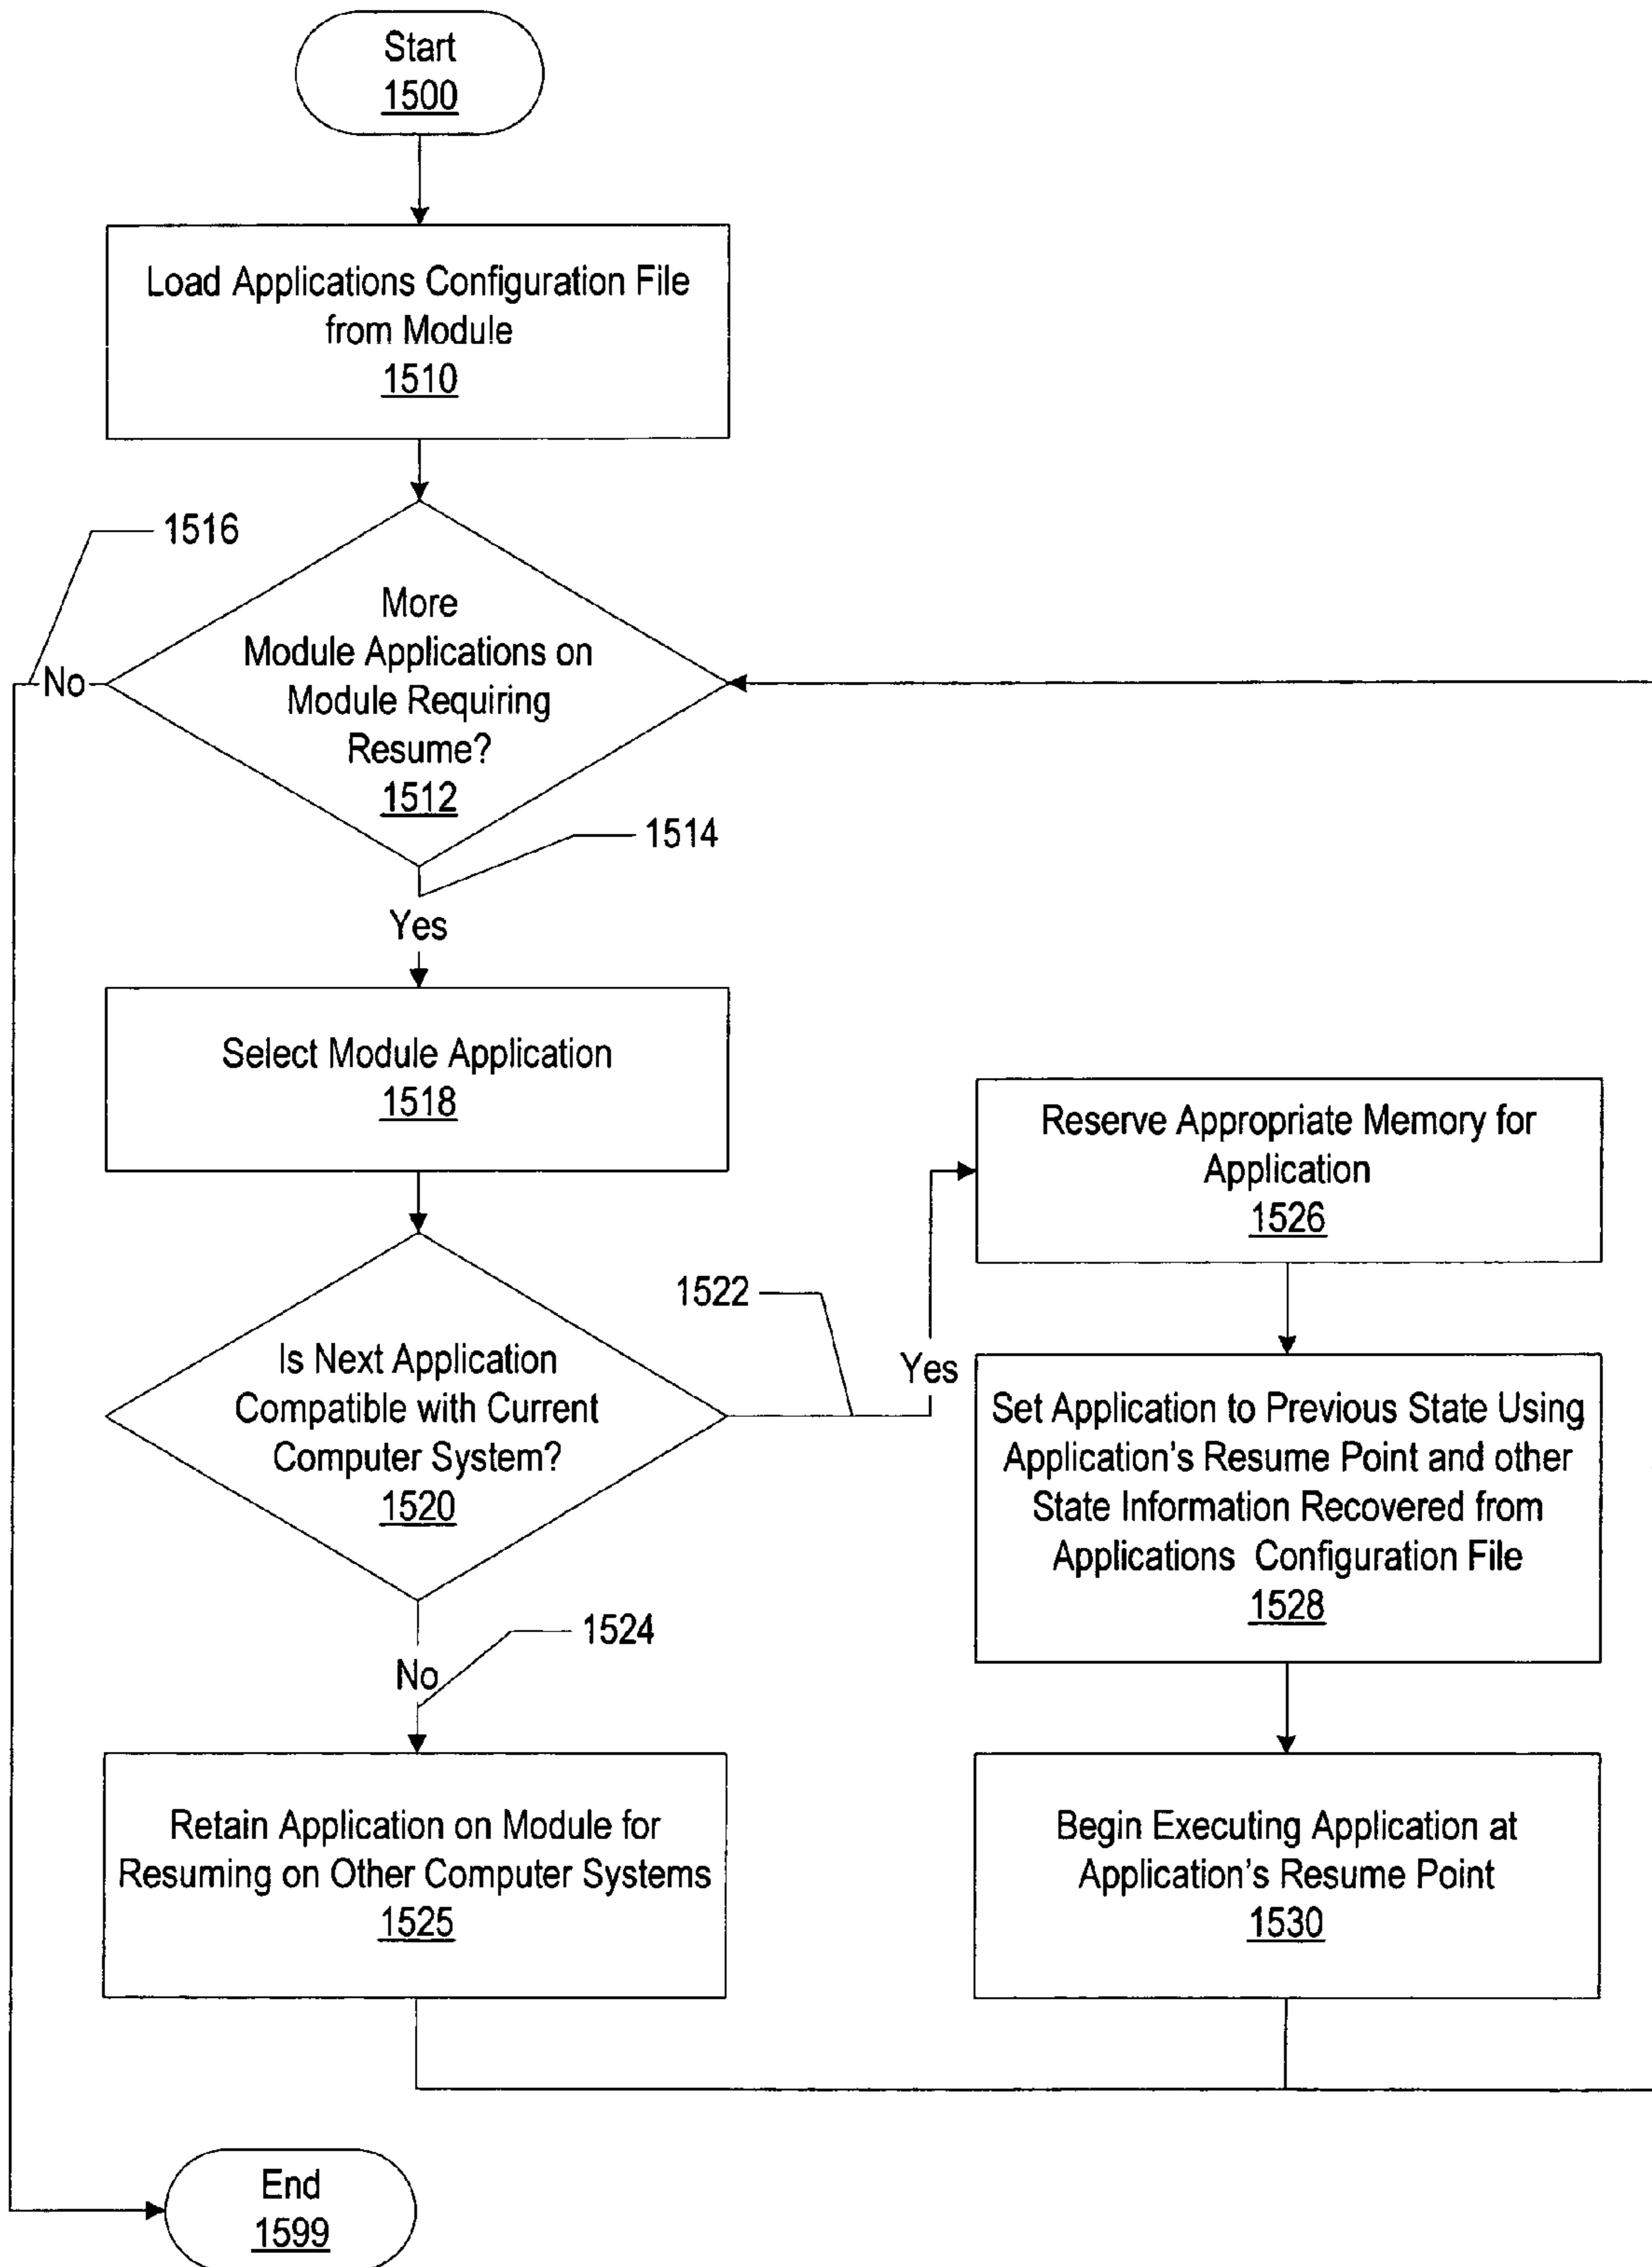 Start
1500
Load Applications Configuration File
from Module
1510
1516
More
Module Applications on
Module Requiring
Resume?
1512
No
1514
Yes
Select Module Application
1518
Is Next Application
Compatible with Current
Computer System?
1520
1522
Yes
Reserve Appropriate Memory for
Application
1526
Set Application to Previous State Using
Application's Resume Point and other
State Information Recovered from
Applications Configuration File
1528
1524
No
Retain Application on Module for
Resuming on Other Computer Systems
1525
Begin Executing Application at
Application's Resume Point
1530
End
1599